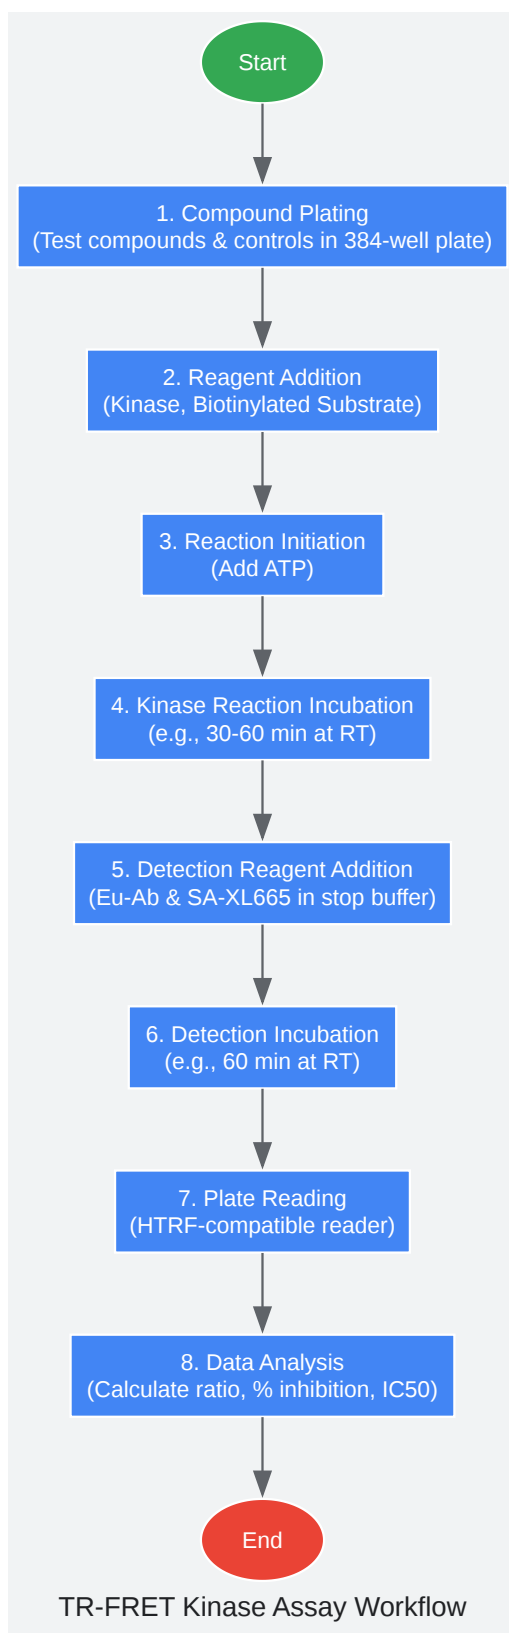 Start
1. Compound Plating
(Test compounds & controls in 384-well plate)
2. Reagent Addition
(Kinase, Biotinylated Substrate)
3. Reaction Initiation
(Add ATP)
4. Kinase Reaction Incubation
(e.g., 30-60 min at RT)
5. Detection Reagent Addition
(Eu-Ab & SA-XL665 in stop buffer)
6. Detection Incubation
(e.g., 60 min at RT)
7. Plate Reading
(HTRF-compatible reader)
8. Data Analysis
(Calculate ratio, % inhibition, IC50)
End
TR-FRET Kinase Assay Workflow